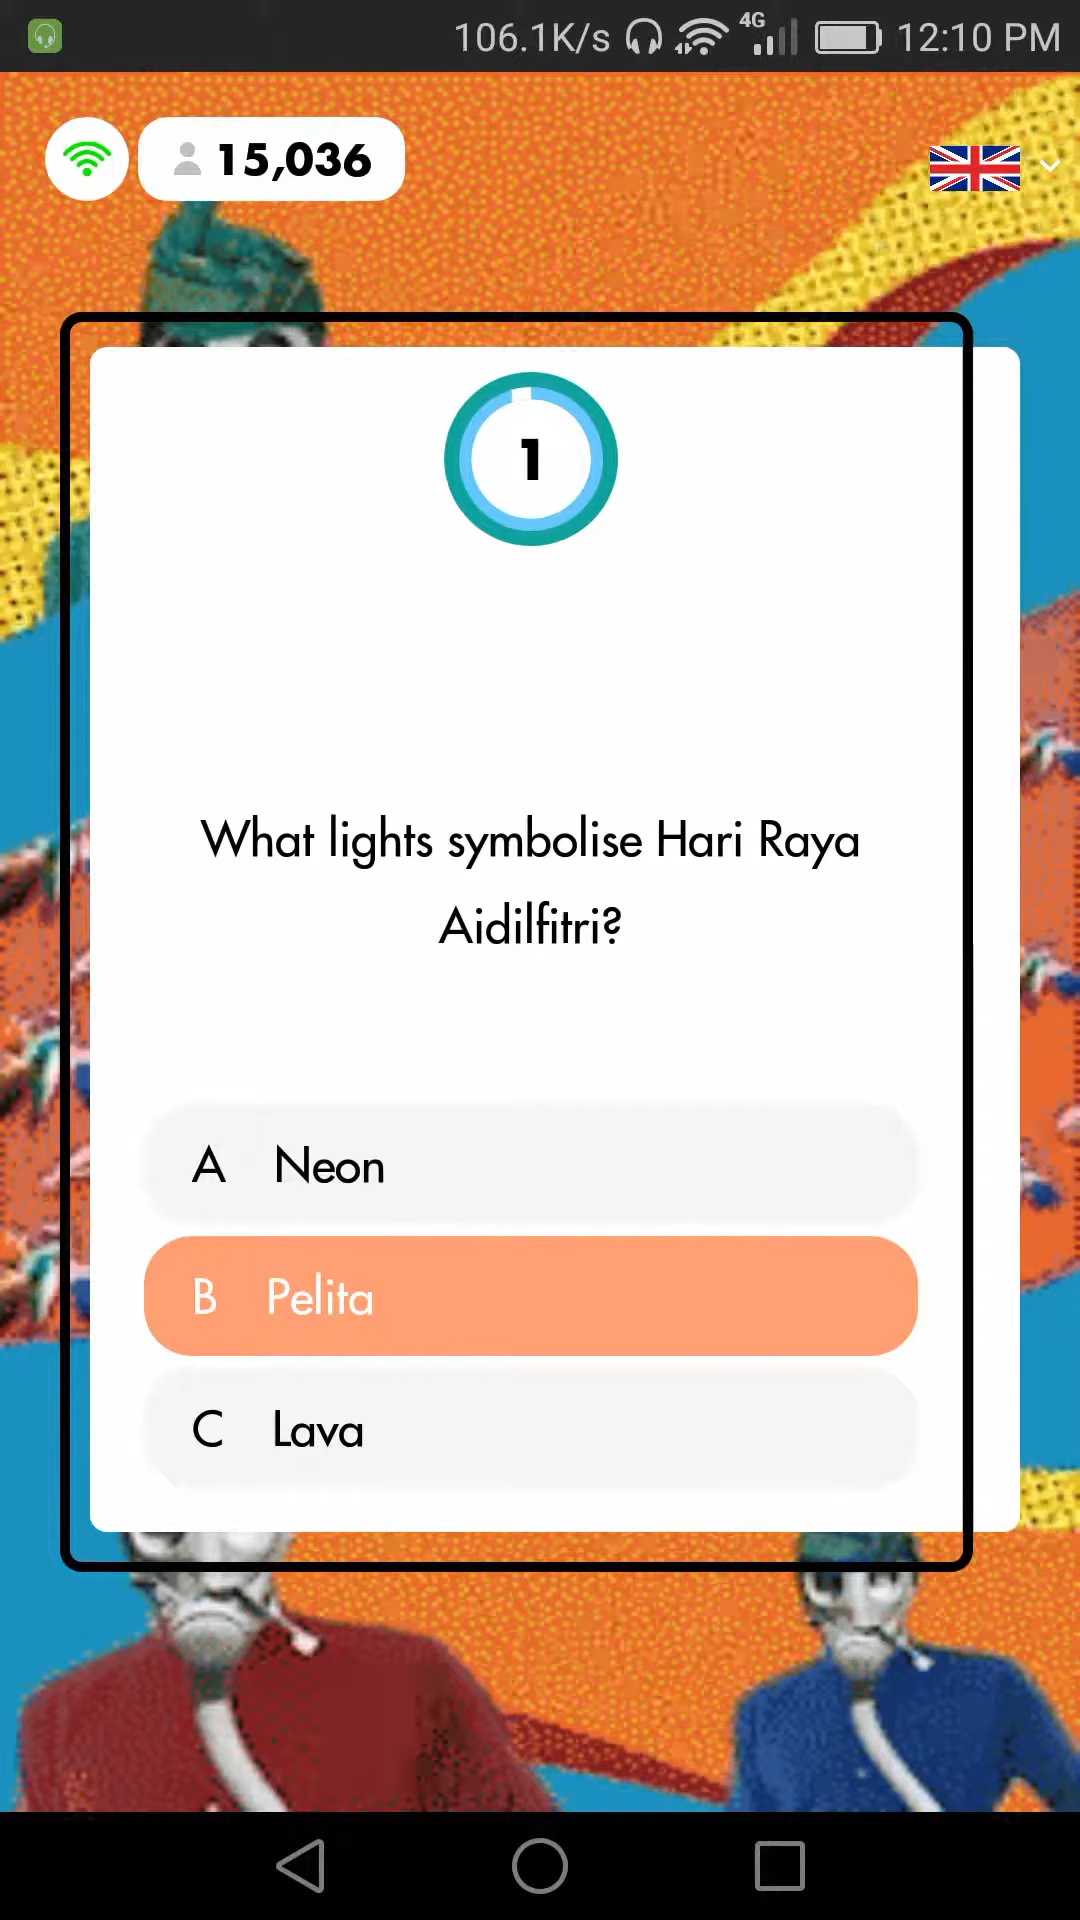 106.1K/s 4G 12:10 PM
15,036
1
What lights symbolise Hari Raya
Aidilfitri?
A Neon
B Pelita
C Lava